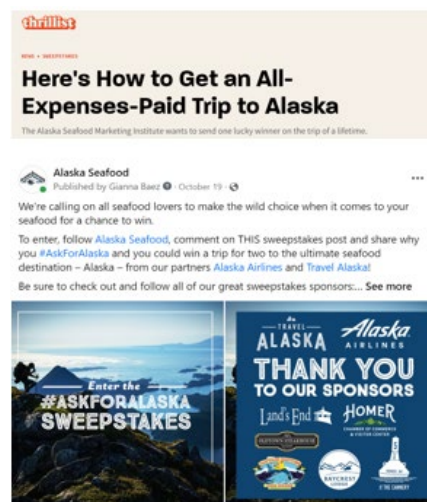 thrillist
NEWS • SWEEPSTAKES
Here's How to Get an All-
Expenses-Paid Trip to Alaska
The Alaska Seafood Marketing Institute wants to send one lucky winner on the trip of a lifetime.
Alaska Seafood
Published by Gianna Baez · October 19 ·
We're calling on all seafood lovers to make the wild choice when it comes to your
seafood for a chance to win.
To enter, follow Alaska Seafood, comment on THIS sweepstakes post and share why
you #AskForAlaska and you could win a trip for two to the ultimate seafood
destination – Alaska – from our partners Alaska Airlines and Travel Alaska!
Be sure to check out and follow all of our great sweepstakes sponsors:... See more
Enter the
#ASKFORALASKA
SWEEPSTAKES
TRAVEL
ALASKA
Alaska
AIRLINES
THANK YOU
TO OUR SPONSORS
Land's End
HOMER
CHAMBER OF COMMERCE
& VISITOR CENTER
BAYCREST
LODGE